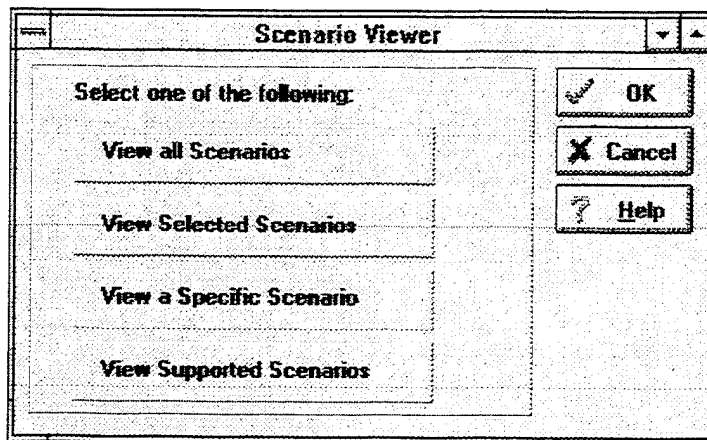 Scenario Viewer
Select one of the following:
View all Scenarios
View Selected Scenarios
View a Specific Scenario
View Supported Scenarios
OK
Cancel
Help